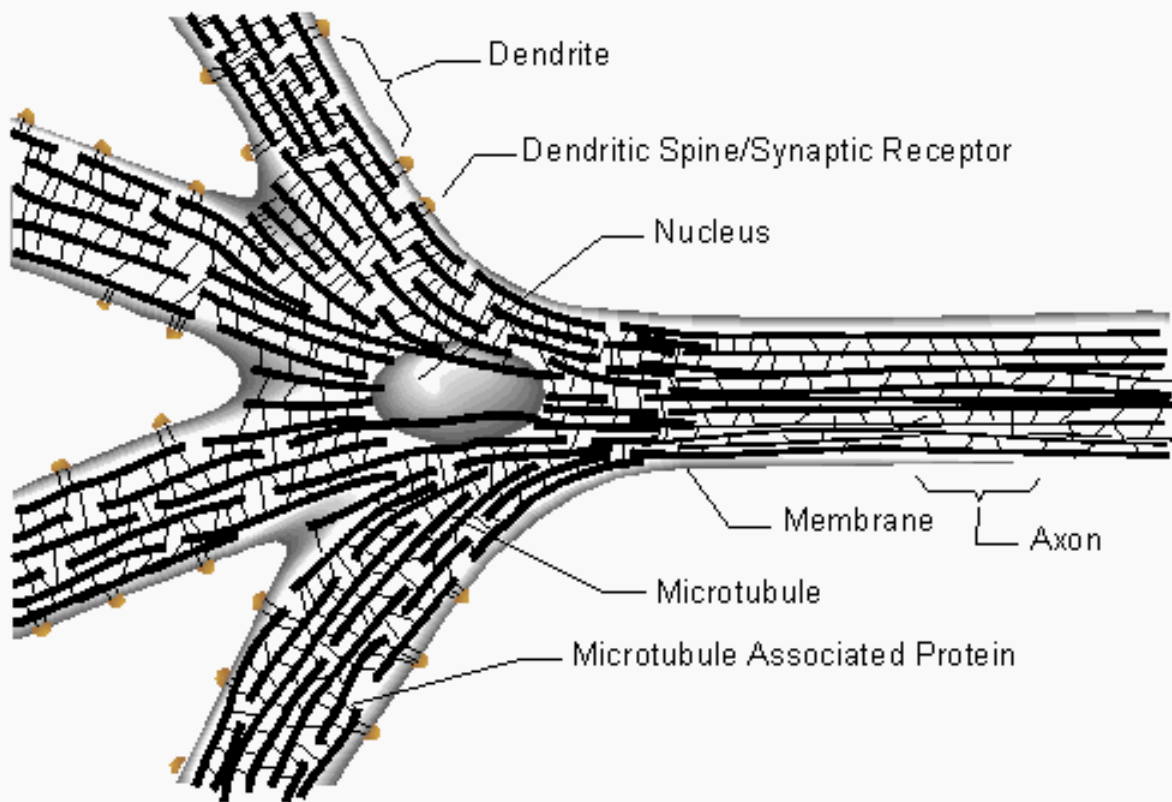 Dendrite
Dendritic Spine/Synaptic Receptor
Nucleus
Membrane
Axon
Microtubule
Microtubule Associated Protein